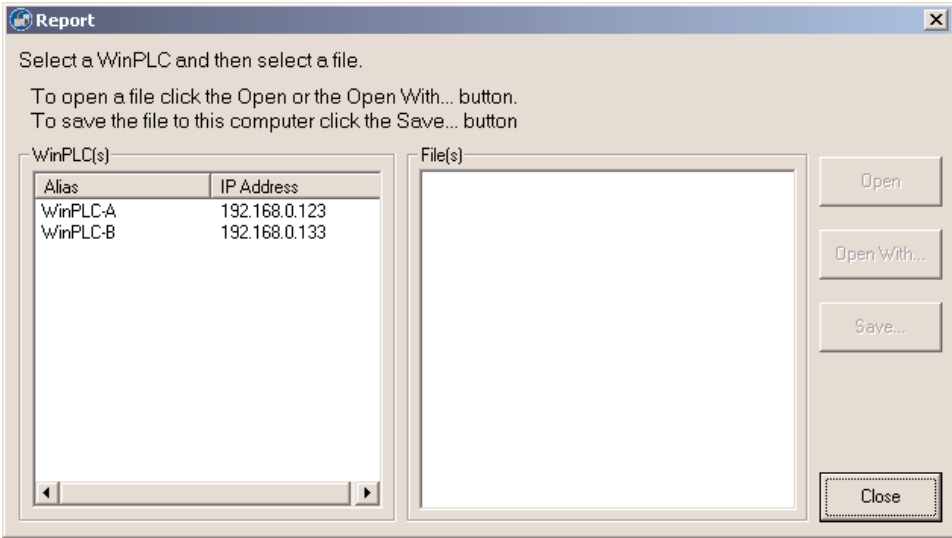 Report
Select a WinPLC and then select a file.
To open a file click the Open or the Open With... button.
To save the file to this computer click the Save... button
WinPLC(s)
File(s)
Alias IP Address
WinPLC-A 192.168.0.123
WinPLC-B 192.168.0.133
Open
Open With...
Save...
Close